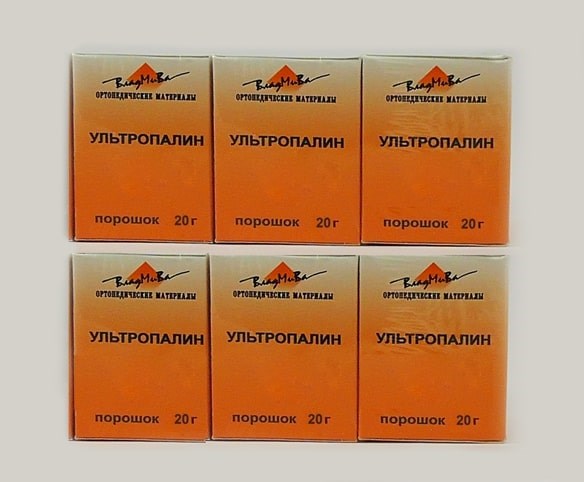 ВладМиВа ВладМиВа ВладМиВа
ОРТОПЕДИЧЕСКИЕ МАТЕРИАЛЫ ОРТОПЕДИЧЕСКИЕ МАТЕРИАЛЫ ОРТОПЕДИЧЕСКИЕ МАТЕРИАЛЫ
УЛЬТРОПАЛИН УЛЬТРОПАЛИН УЛЬТРОПАЛИН
порошок 20 г порошок 20 г порошок 20 г
ВладМиВа ВладМиВа ВладМиВа
ОРТОПЕДИЧЕСКИЕ МАТЕРИАЛЫ ОРТОПЕДИЧЕСКИЕ МАТЕРИАЛЫ ОРТОПЕДИЧЕСКИЕ МАТЕРИАЛЫ
УЛЬТРОПАЛИН УЛЬТРОПАЛИН УЛЬТРОПАЛИН
порошок 20 г порошок 20 г порошок 20 г